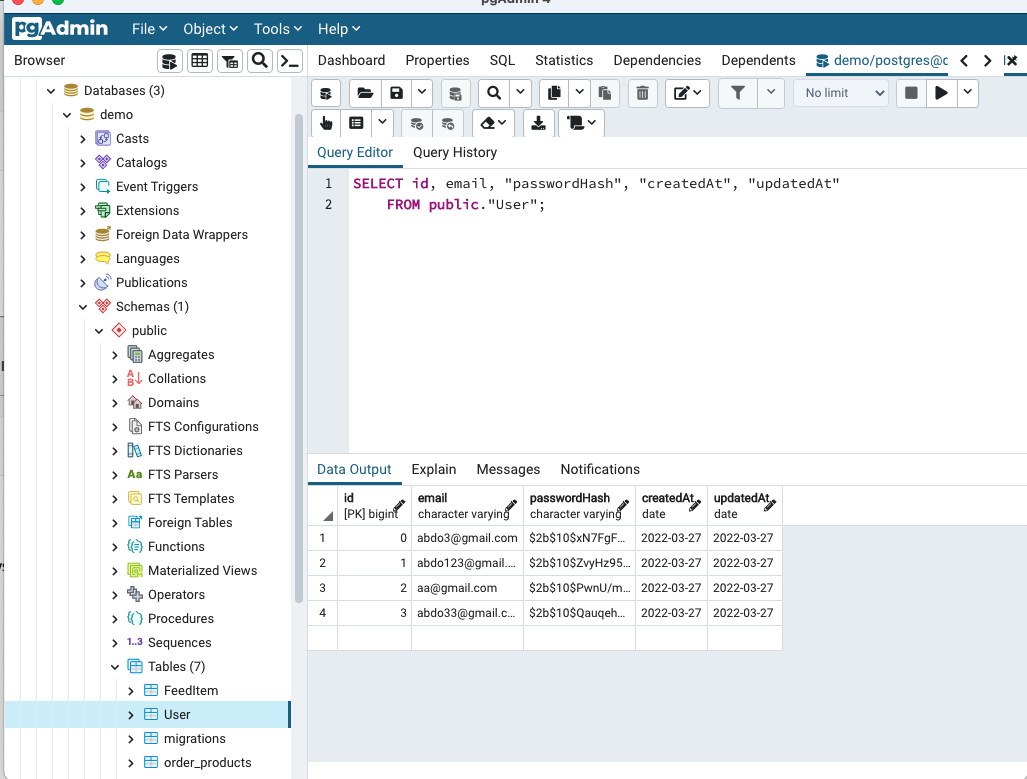 pgAdmin 4
pgAdmin File Object Tools Help
Browser
Dashboard Properties SQL Statistics Dependencies Dependents demo/postgres@
Databases (3)
demo
Casts
Catalogs
Event Triggers
Extensions
Foreign Data Wrappers
Languages
Publications
Schemas (1)
public
Aggregates
Collations
Domains
FTS Configurations
FTS Dictionaries
Aa FTS Parsers
FTS Templates
Foreign Tables
Functions
Materialized Views
Operators
Procedures
1..3 Sequences
Tables (7)
FeedItem
User
migrations
order_products
No limit
Query Editor Query History
1 SELECT id, email, "passwordHash", "createdAt", "updatedAt"
2 FROM public."User";
Data Output Explain Messages Notifications
id email passwordHash createdAt updatedAt
[PK] bigint character varying character varying date date
1 0 abdo3@gmail.com $2b$10$xN7FgF... 2022-03-27 2022-03-27
2 1 abdo123@gmail.... $2b$10$ZvyHz95... 2022-03-27 2022-03-27
3 2 aa@gmail.com $2b$10$PwnU/m... 2022-03-27 2022-03-27
4 3 abdo33@gmail.c... $2b$10$Qauqeh... 2022-03-27 2022-03-27